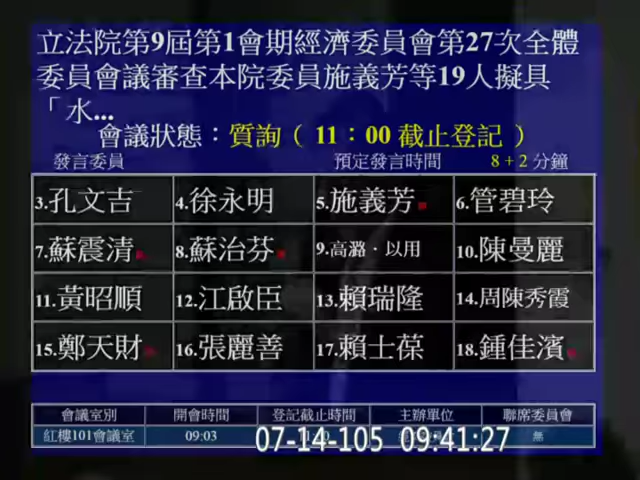 立法院第9屆第1會期經濟委員會第27次全體
委員會議審查本院委員施義芳等19人擬具
「水...
會議狀態：質詢（ 11：00 截止登記 ）
發言委員 預定發言時間 8 + 2 分鐘
3.孔文吉 4.徐永明 5.施義芳 6.管碧玲
7.蘇震清 8.蘇治芬 9.高潞．以用 10.陳曼麗
11.黃昭順 12.江啟臣 13.賴瑞隆 14.周陳秀霞
15.鄭天財 16.張麗善 17.賴士葆 18.鍾佳濱
會議室別 開會時間 登記截止時間 主辦單位 聯席委員會
紅樓101會議室 09:03 無
07-14-105 09:41:27